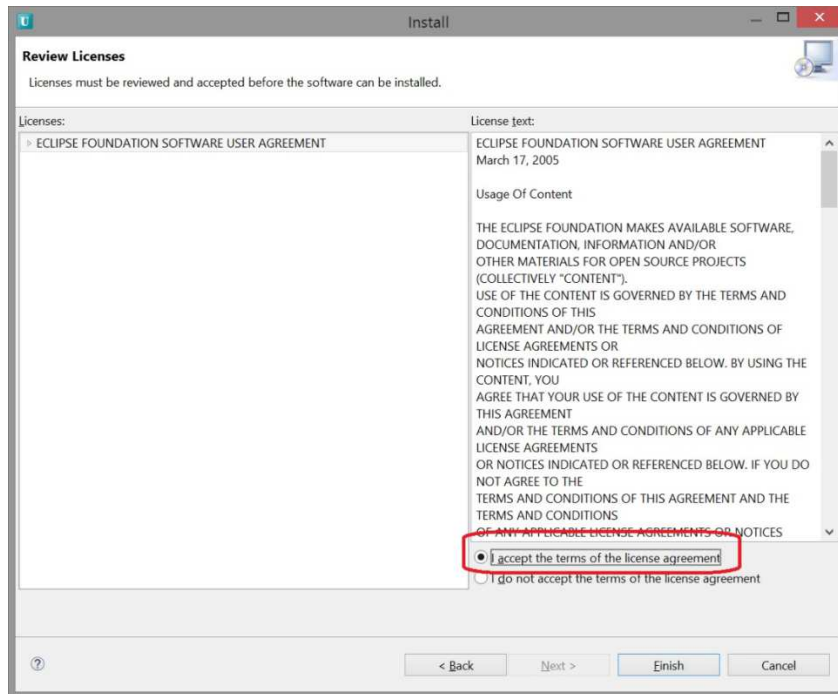 U
Install
Review Licenses
Licenses must be reviewed and accepted before the software can be installed.
Licenses:
License text:
ECLIPSE FOUNDATION SOFTWARE USER AGREEMENT
ECLIPSE FOUNDATION SOFTWARE USER AGREEMENT
March 17, 2005
Usage Of Content
THE ECLIPSE FOUNDATION MAKES AVAILABLE SOFTWARE,
DOCUMENTATION, INFORMATION AND/OR
OTHER MATERIALS FOR OPEN SOURCE PROJECTS
(COLLECTIVELY "CONTENT").
USE OF THE CONTENT IS GOVERNED BY THE TERMS AND
CONDITIONS OF THIS
AGREEMENT AND/OR THE TERMS AND CONDITIONS OF
LICENSE AGREEMENTS OR
NOTICES INDICATED OR REFERENCED BELOW. BY USING THE
CONTENT, YOU
AGREE THAT YOUR USE OF THE CONTENT IS GOVERNED BY
THIS AGREEMENT
AND/OR THE TERMS AND CONDITIONS OF ANY APPLICABLE
LICENSE AGREEMENTS
OR NOTICES INDICATED OR REFERENCED BELOW. IF YOU DO
NOT AGREE TO THE
TERMS AND CONDITIONS OF THIS AGREEMENT AND THE
TERMS AND CONDITIONS
OF ANY APPLICABLE LICENSE AGREEMENTS OR NOTICES
I accept the terms of the license agreement
I do not accept the terms of the license agreement
?
< Back
Next >
Finish
Cancel